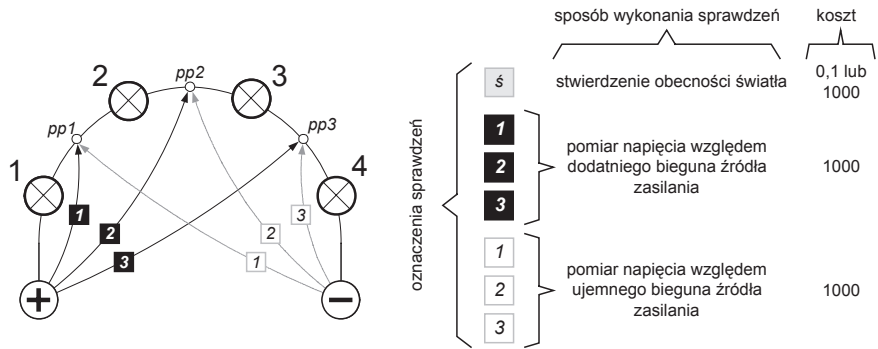 2
pp2
3
pp1
pp3
1
4
1
2
3
3
2
1
+
−
oznaczenia sprawdzeń
sposób wykonania sprawdzeń
koszt
ś
stwierdzenie obecności światła
0,1 lub
1000
1
2
3
pomiar napięcia względem
dodatniego bieguna źródła
zasilania
1000
1
2
3
pomiar napięcia względem
ujemnego bieguna źródła
zasilania
1000